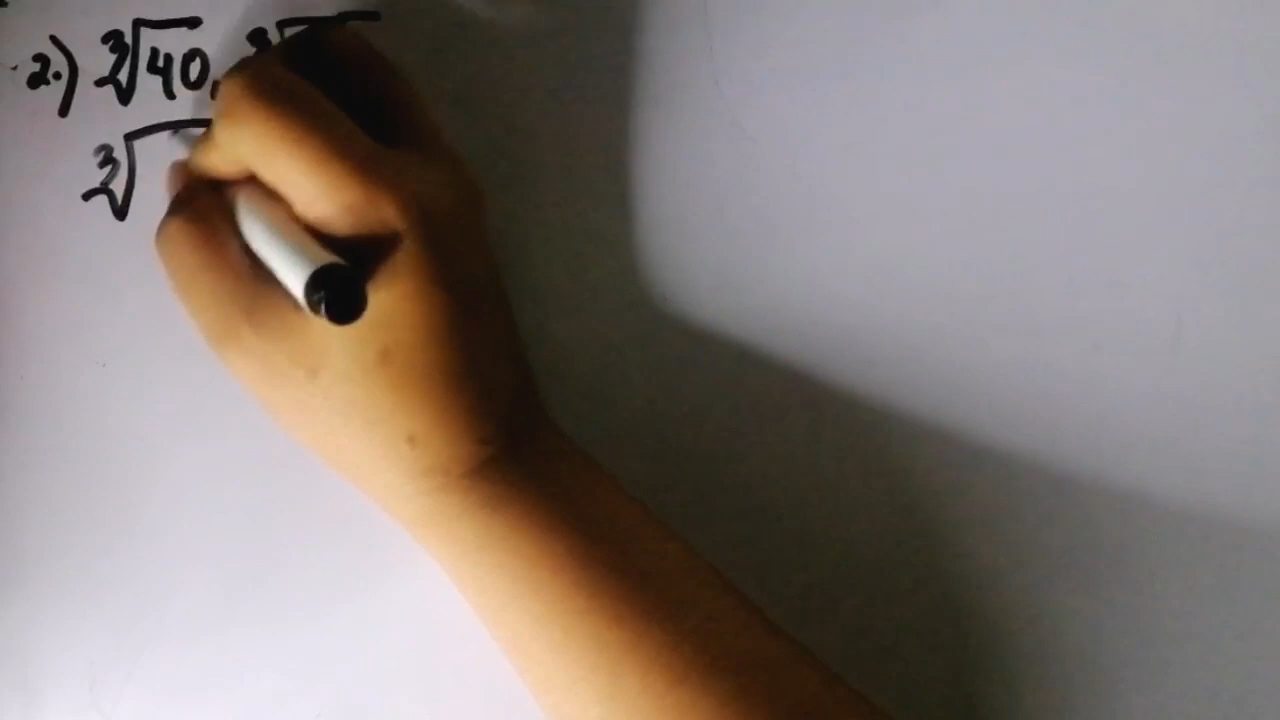 2.) ∛40, ∛
∛